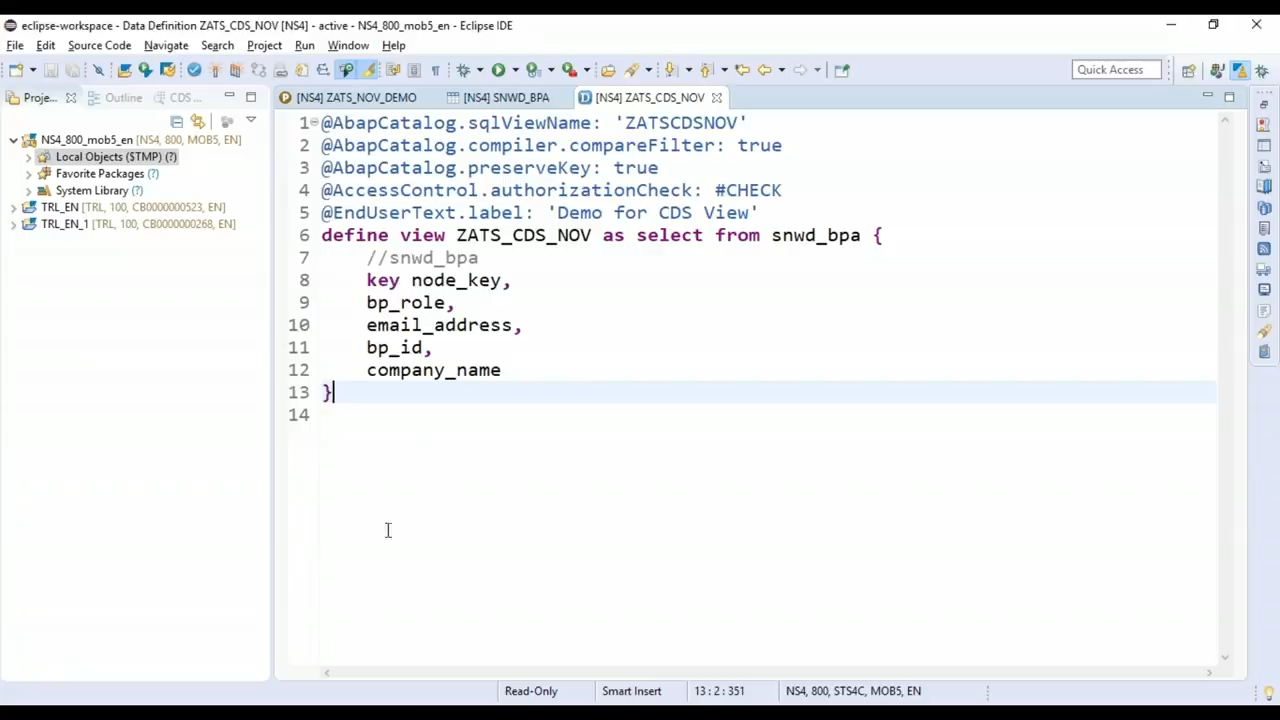 eclipse-workspace - Data Definition ZATS_CDS_NOV [NS4] - active - NS4_800_mob5_en - Eclipse IDE
File Edit Source Code Navigate Search Project Run Window Help
Quick Access
Proje... Outline CDS ...
[NS4] ZATS_NOV_DEMO [NS4] SNWD_BPA [NS4] ZATS_CDS_NOV
NS4_800_mob5_en [NS4, 800, MOB5, EN]
Local Objects ($TMP) (?)
Favorite Packages (?)
System Library (?)
TRL_EN [TRL, 100, CB0000000523, EN]
TRL_EN_1 [TRL, 100, CB0000000268, EN]
1 @AbapCatalog.sqlViewName: 'ZATSCDSNOV'
2 @AbapCatalog.compiler.compareFilter: true
3 @AbapCatalog.preserveKey: true
4 @AccessControl.authorizationCheck: #CHECK
5 @EndUserText.label: 'Demo for CDS View'
6 define view ZATS_CDS_NOV as select from snwd_bpa {
7 //snwd_bpa
8 key node_key,
9 bp_role,
10 email_address,
11 bp_id,
12 company_name
13 }
14
Read-Only Smart Insert 13 : 2 : 351 NS4, 800, STS4C, MOB5, EN